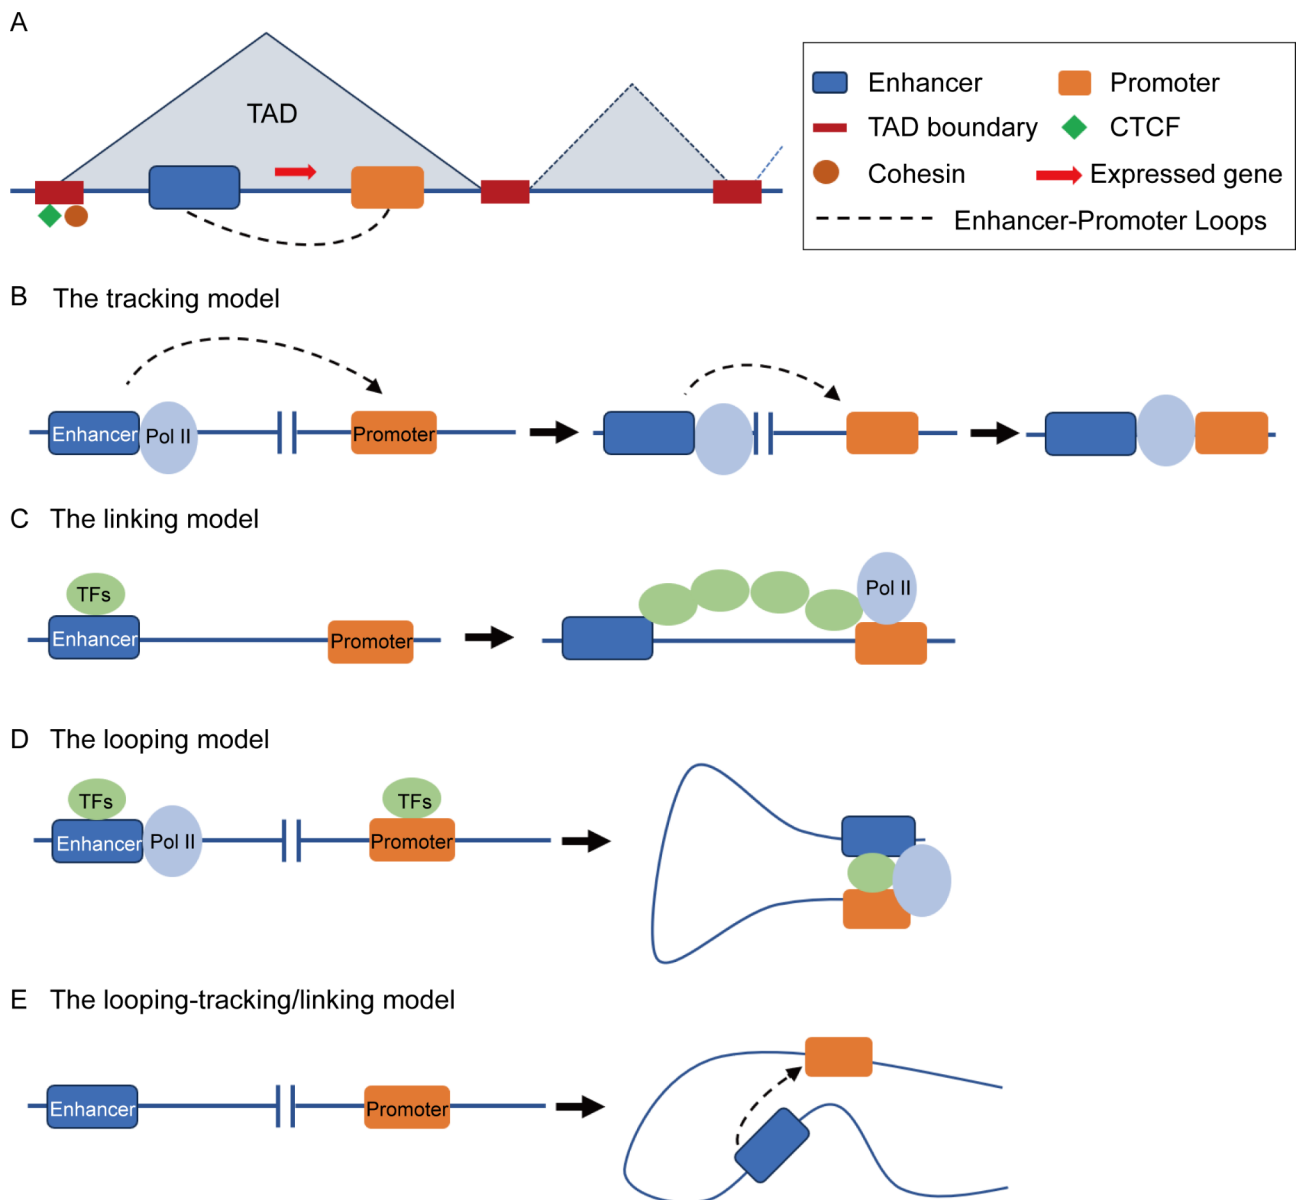 A
TAD
Enhancer Promoter
TAD boundary CTCF
Cohesin Expressed gene
Enhancer-Promoter Loops
B The tracking model
Enhancer Pol II Promoter
C The linking model
TFs Pol II
Enhancer Promoter
D The looping model
TFs TFs
Enhancer Pol II Promoter
E The looping-tracking/linking model
Enhancer Promoter